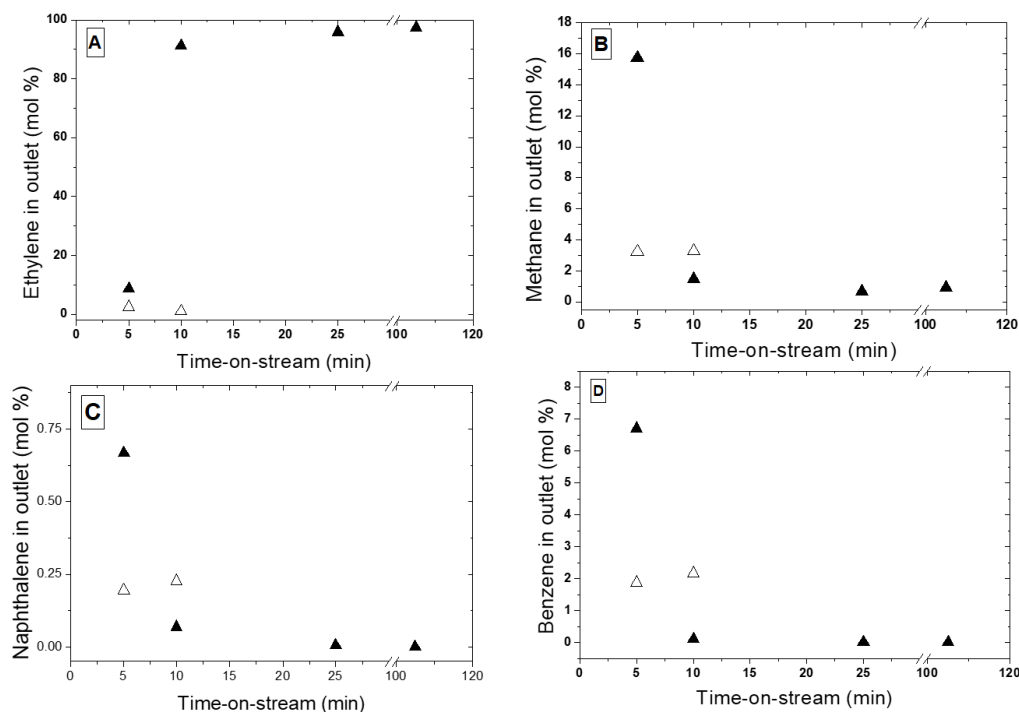 A
Ethylene in outlet (mol %)
100
80
60
40
20
0
0 5 10 15 20 25 100 120
Time-on-stream (min)
B
Methane in outlet (mol %)
18
16
14
12
10
8
6
4
2
0
0 5 10 15 20 25 100 120
Time-on-stream (min)
C
Naphthalene in outlet (mol %)
0.75
0.50
0.25
0.00
0 5 10 15 20 25 100 120
Time-on-stream (min)
D
Benzene in outlet (mol %)
8
7
6
5
4
3
2
1
0
0 5 10 15 20 25 100 120
Time-on-stream (min)